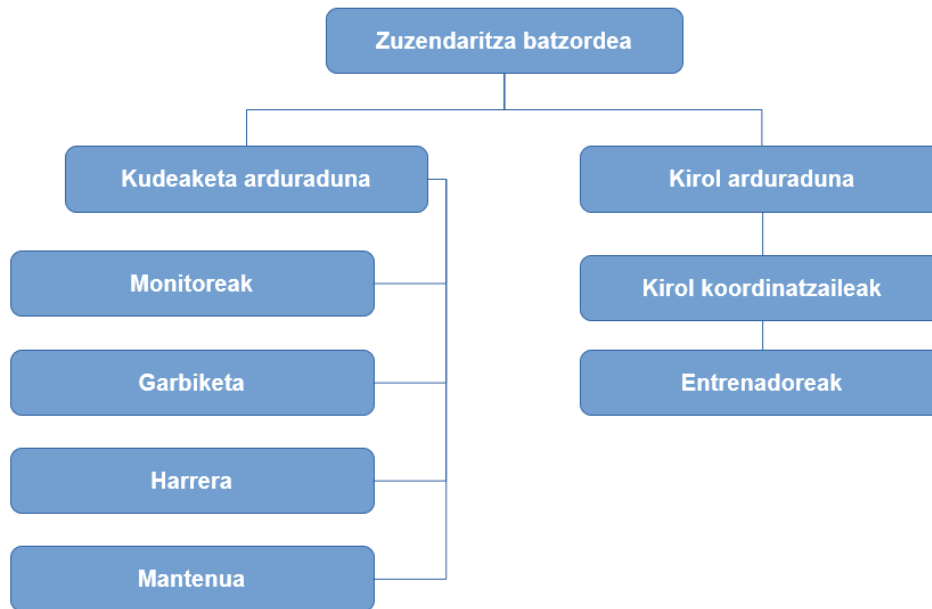 Zuzendaritza batzordea
Kudeaketa arduraduna
Kirol arduraduna
Monitoreak
Kirol koordinatzaileak
Garbiketa
Entrenadoreak
Harrera
Mantenua